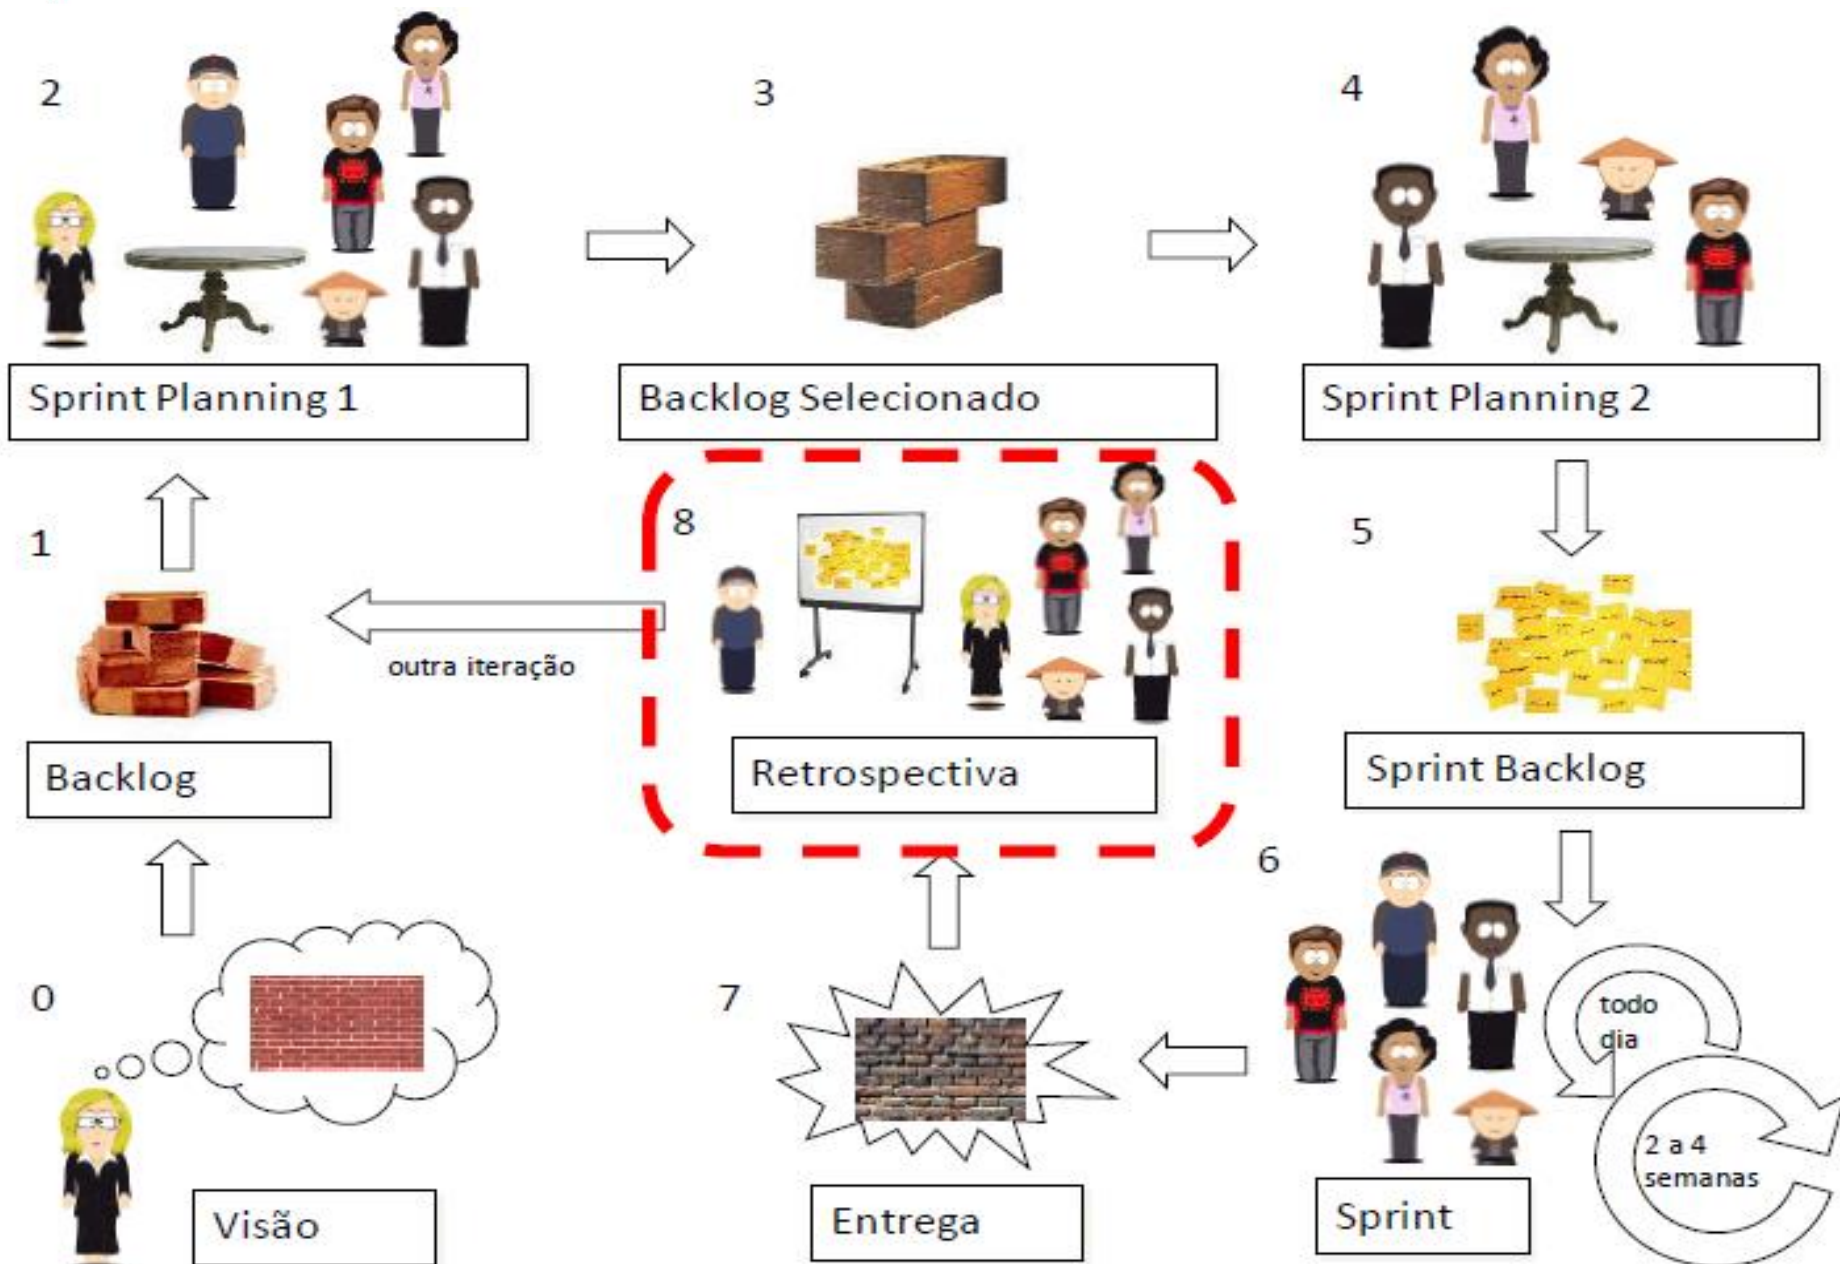 2
3
4
Sprint Planning 1
Backlog Selecionado
Sprint Planning 2
1
8
5
outra iteração
Backlog
Retrospectiva
Sprint Backlog
6
0
7
todo
dia
2 a 4
semanas
Visão
Entrega
Sprint